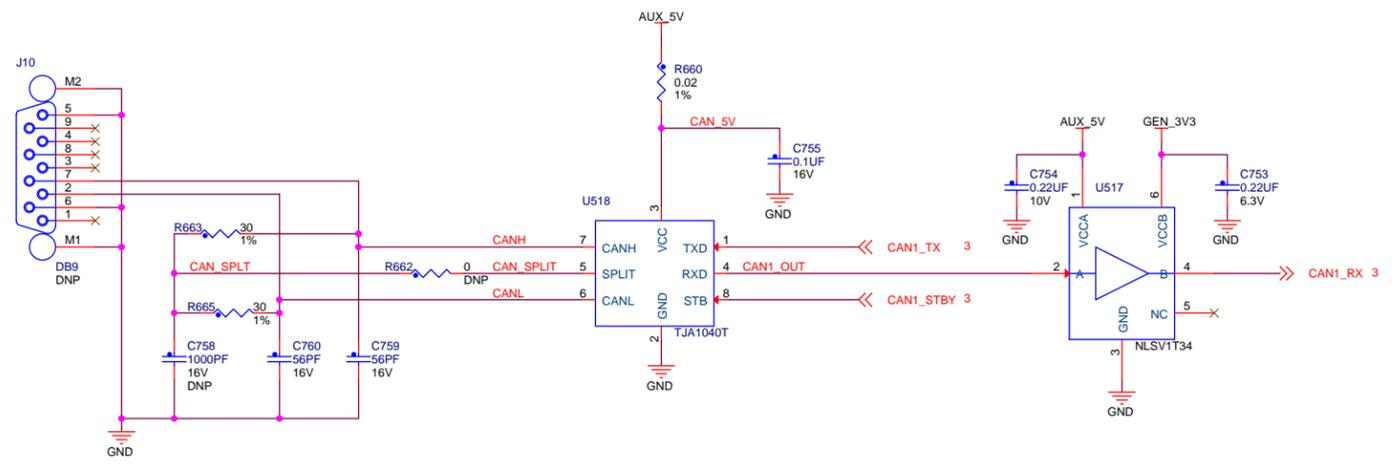 AUX_5V
R660
0.02
1%
CAN_5V
C755
0.1UF
16V
GND
J10
M2
5
9
4
8
3
7
2
6
1
M1
DB9
DNP
R663
30
1%
CAN_SPLT
R662
0
DNP
CAN_SPLIT
CANH
CANL
R665
30
1%
C758
1000PF
16V
DNP
C760
56PF
16V
C759
56PF
16V
GND
U518
3
VCC
7
CANH
5
SPLIT
6
CANL
TXD
1
RXD
4
STB
8
GND
2
TJA1040T
GND
CAN1_TX 3
CAN1_OUT
CAN1_STBY 3
AUX_5V
GEN_3V3
C754
0.22UF
10V
GND
U517
1
VCCA
6
VCCB
C753
0.22UF
6.3V
GND
2
A
B
4
CAN1_RX 3
NC
5
GND
3
NLSV1T34
GND